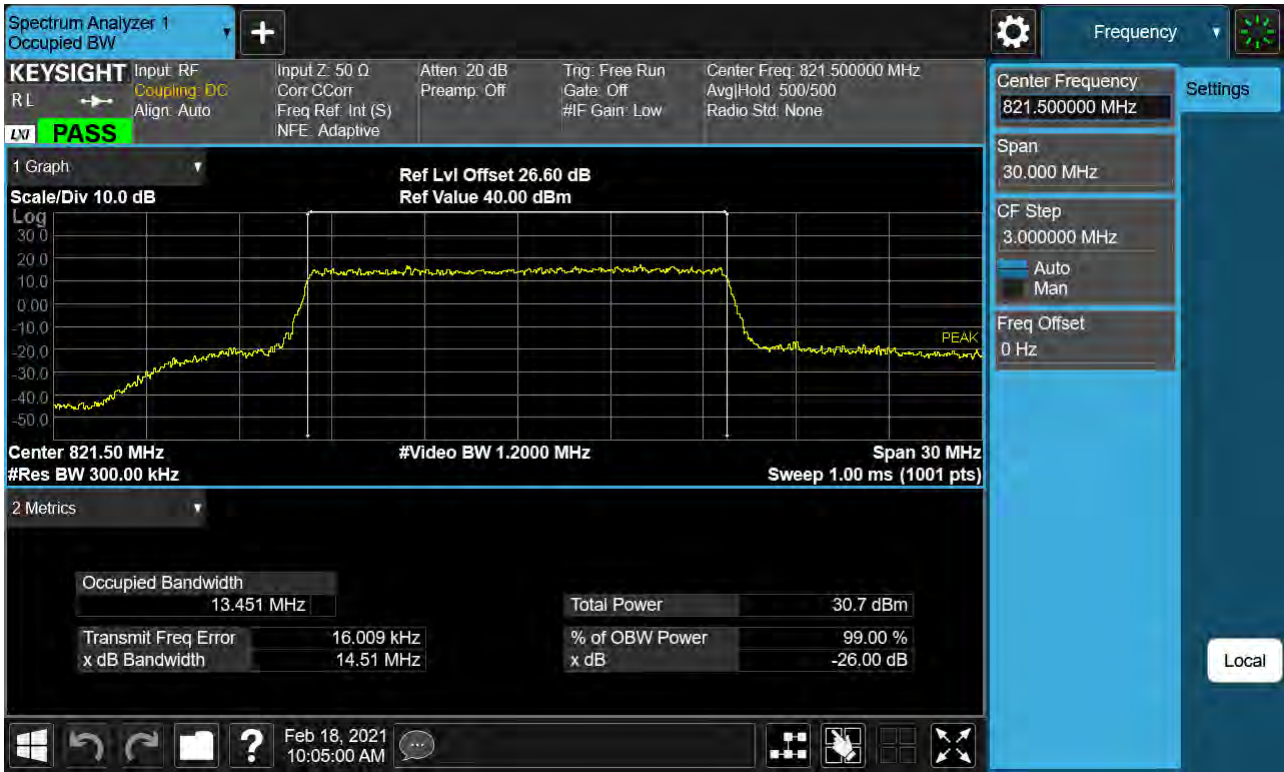 Spectrum Analyzer 1
Occupied BW
+
Frequency
KEYSIGHT
R L
LXI
PASS
Input: RF
Coupling: DC
Align: Auto
Input Z: 50 Ω
Corr CCorr
Freq Ref: Int (S)
NFE: Adaptive
Atten: 20 dB
Preamp: Off
Trig: Free Run
Gate: Off
#IF Gain: Low
Center Freq: 821.500000 MHz
Avg|Hold: 500/500
Radio Std: None
Center Frequency
821.500000 MHz
Settings
Span
30.000 MHz
CF Step
3.000000 MHz
Auto
Man
Freq Offset
0 Hz
Local
1 Graph
Scale/Div 10.0 dB
Ref Lvl Offset 26.60 dB
Ref Value 40.00 dBm
Log
30.0
20.0
10.0
0.00
-10.0
-20.0
-30.0
-40.0
-50.0
PEAK
Center 821.50 MHz
#Video BW 1.2000 MHz
Span 30 MHz
#Res BW 300.00 kHz
Sweep 1.00 ms (1001 pts)
2 Metrics
Occupied Bandwidth
13.451 MHz
Total Power 30.7 dBm
Transmit Freq Error 16.009 kHz
% of OBW Power 99.00 %
x dB Bandwidth 14.51 MHz
x dB -26.00 dB
?
Feb 18, 2021
10:05:00 AM